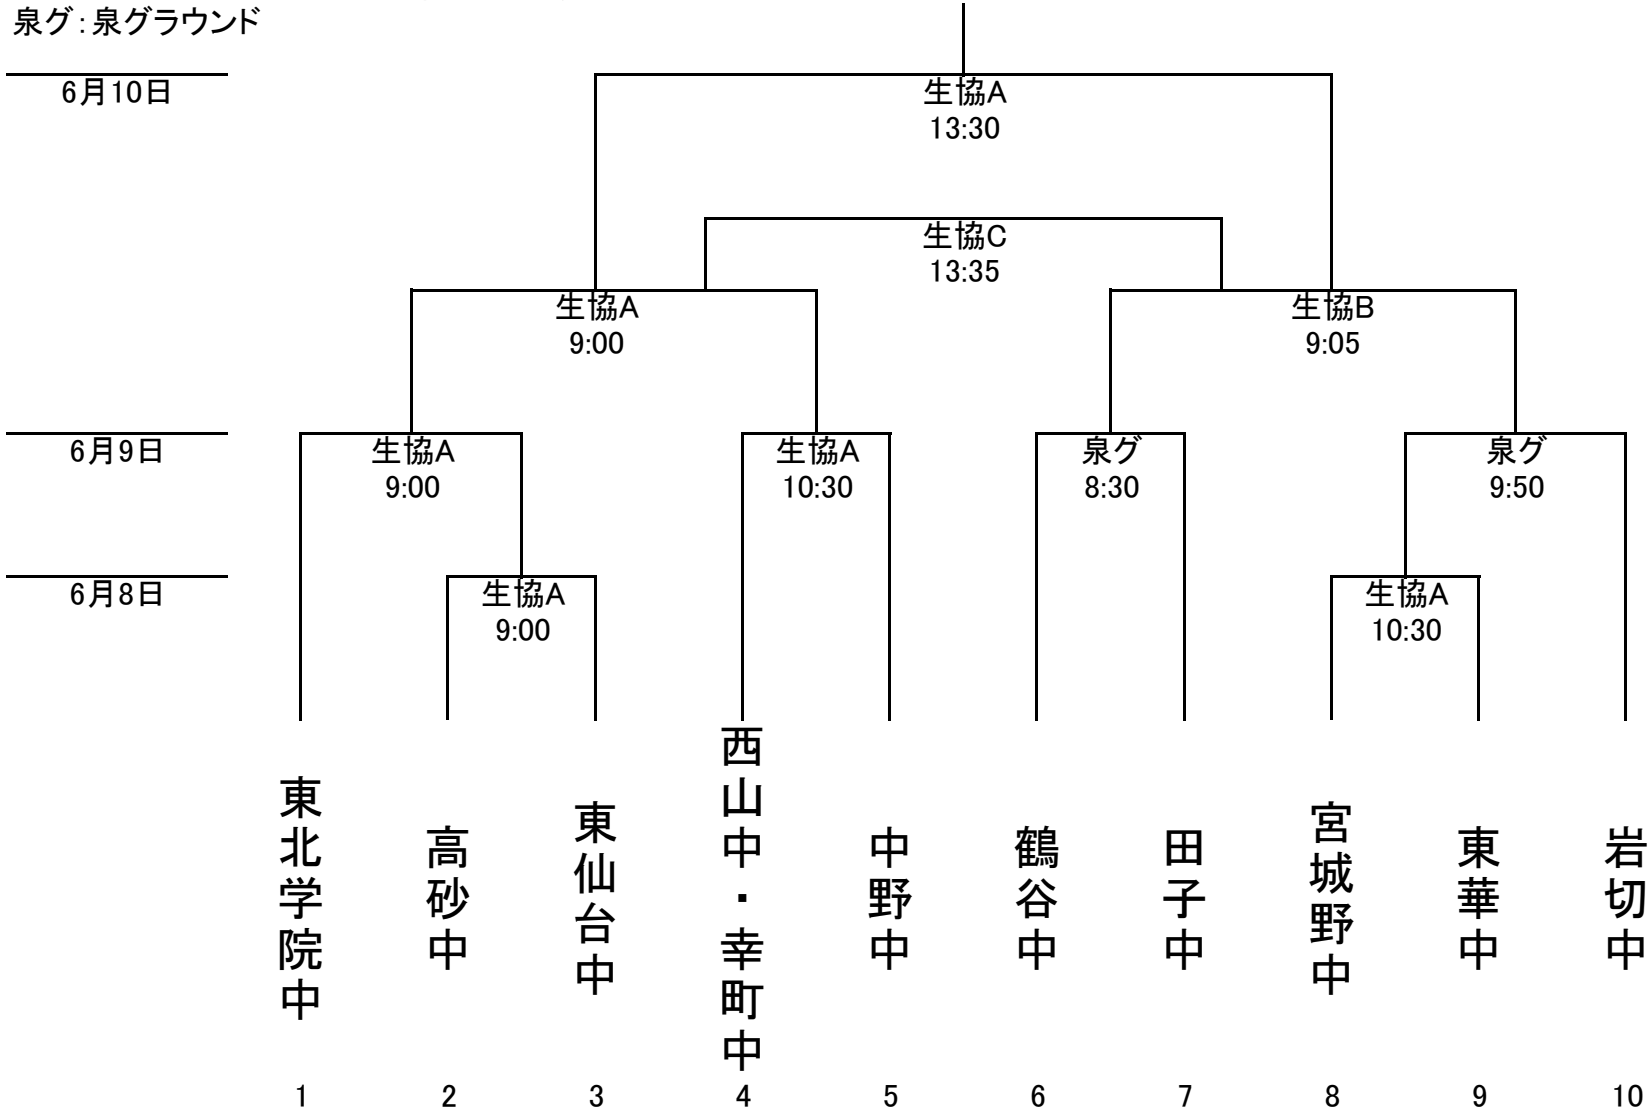 泉グ：泉グラウンド
6月10日
生協A
13:30
生協C
13:35
生協A
9:00
生協B
9:05
6月9日
生協A
9:00
生協A
10:30
泉グ
8:30
泉グ
9:50
6月8日
生協A
9:00
生協A
10:30
東北学院中
高砂中
東仙台中
西山中・幸町中
中野中
鶴谷中
田子中
宮城野中
東華中
岩切中
1 2 3 4 5 6 7 8 9 10